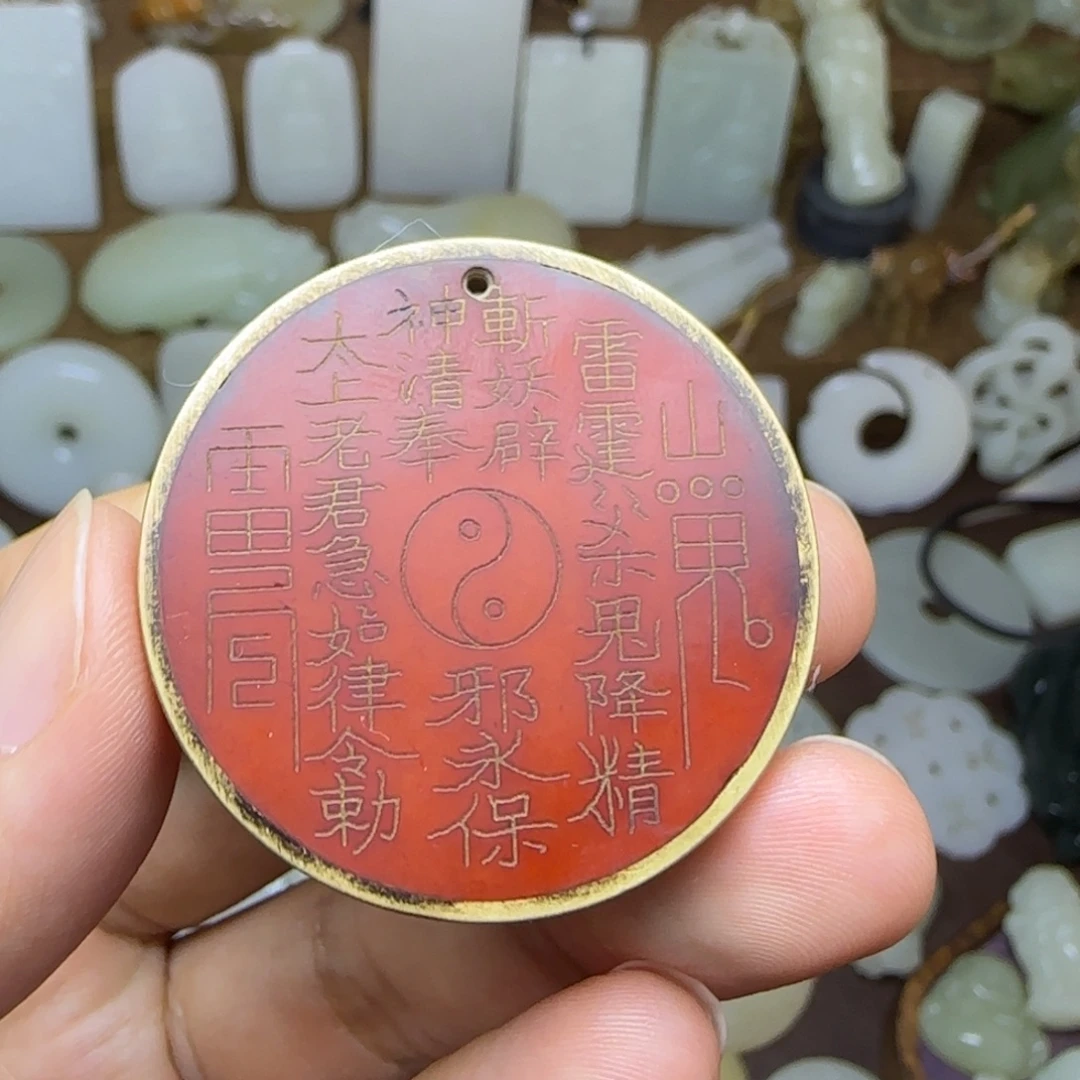 雷霆杀鬼降精
斬妖辟
邪永保
神清奉
太上老君急如律令勅